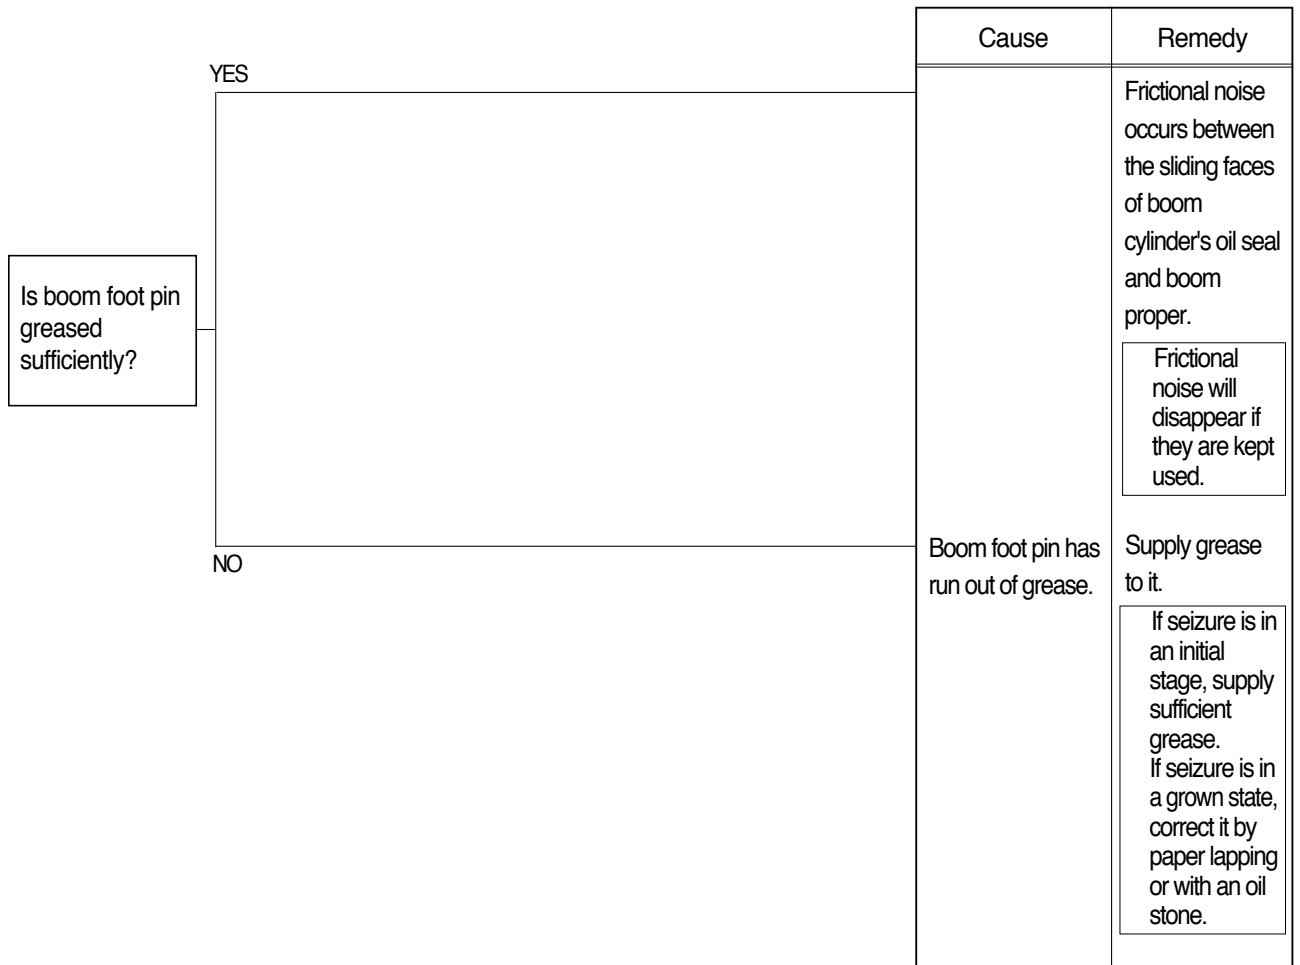 Cause
Remedy
YES
Frictional noise
occurs between
the sliding faces
of boom
cylinder's oil seal
and boom
proper.
Frictional
noise will
disappear if
they are kept
used.
Is boom foot pin
greased
sufficiently?
NO
Boom foot pin has
run out of grease.
Supply grease
to it.
If seizure is in
an initial
stage, supply
sufficient
grease.
If seizure is in
a grown state,
correct it by
paper lapping
or with an oil
stone.